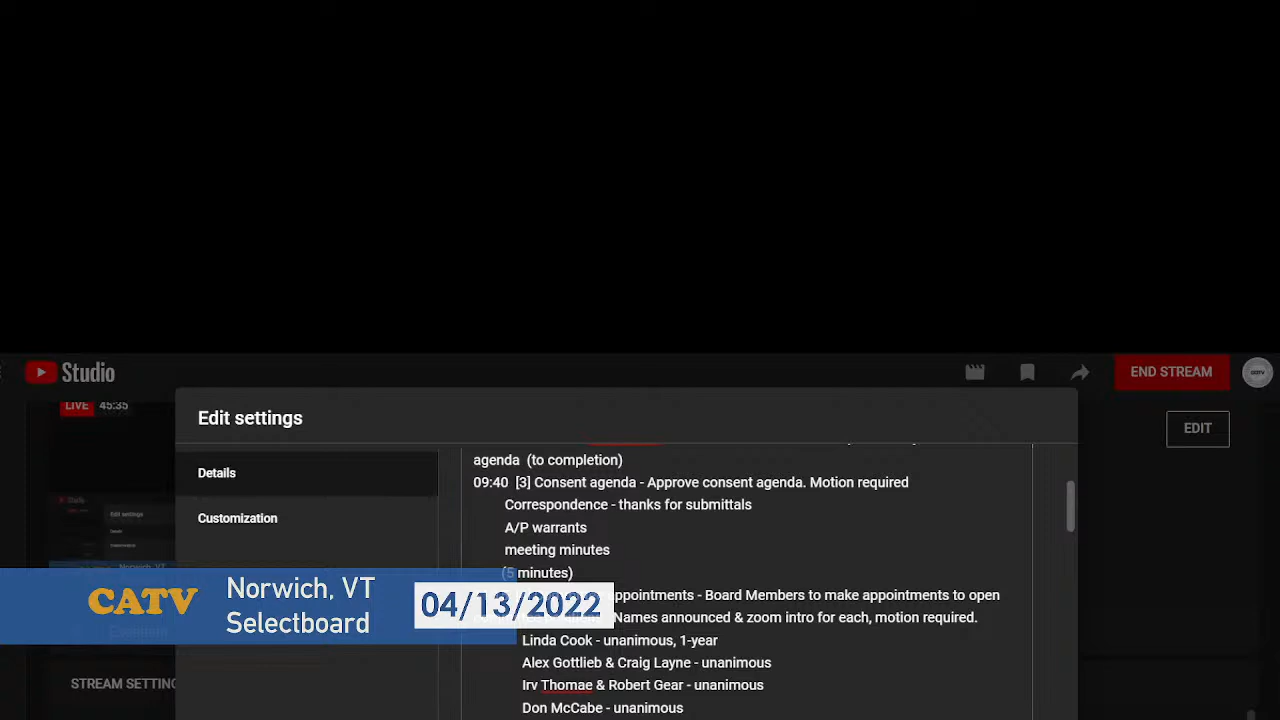 Studio
END STREAM
LIVE 45:35
Edit settings
EDIT
Details
Customization
agenda (to completion)
09:40 [3] Consent agenda - Approve consent agenda. Motion required
Correspondence - thanks for submittals
A/P warrants
meeting minutes
(5 minutes)
appointments - Board Members to make appointments to open
Names announced & zoom intro for each, motion required.
Linda Cook - unanimous, 1-year
Alex Gottlieb & Craig Layne - unanimous
Irv Thomae & Robert Gear - unanimous
Don McCabe - unanimous
CATV
Norwich, VT
Selectboard
04/13/2022
STREAM SETTIN